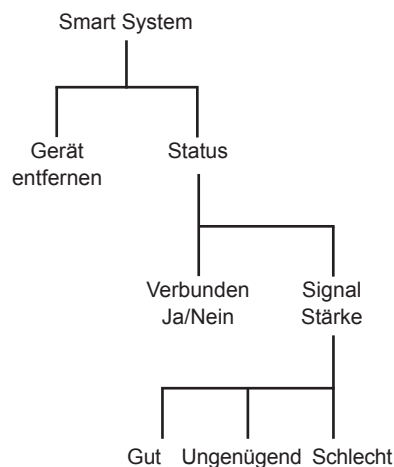 Smart System
Gerät
entfernen
Status
Verbunden
Ja/Nein
Signal
Stärke
Gut Ungenügend Schlecht